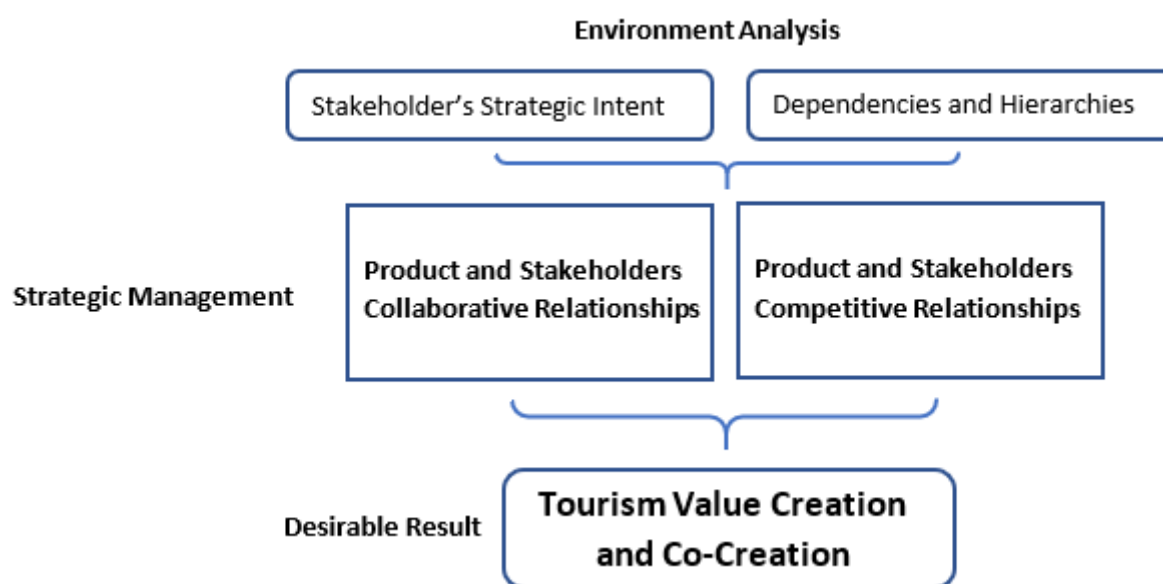 Environment Analysis
Stakeholder's Strategic Intent
Dependencies and Hierarchies
Strategic Management
Product and Stakeholders
Collaborative Relationships
Product and Stakeholders
Competitive Relationships
Desirable Result
Tourism Value Creation
and Co-Creation